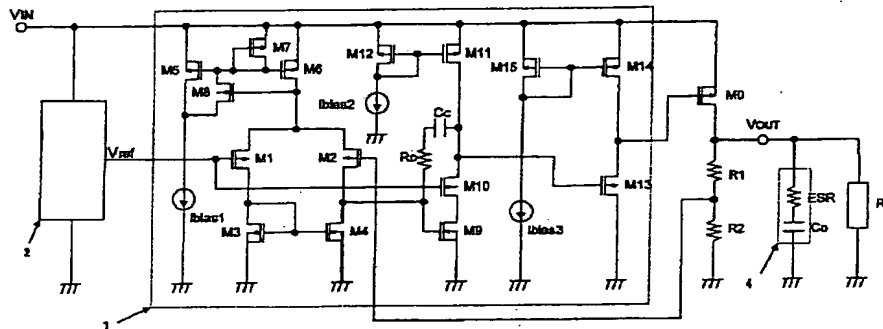 VIN
M7
M5
M6
M8
M12
M11
M15
M14
M0
Ibias2
Cc
VOUT
Vref
M1
M2
Rc
R1
M10
M13
ESR
Ibias1
M3
M4
M9
Ibias3
R2
Co
R
2
4
1